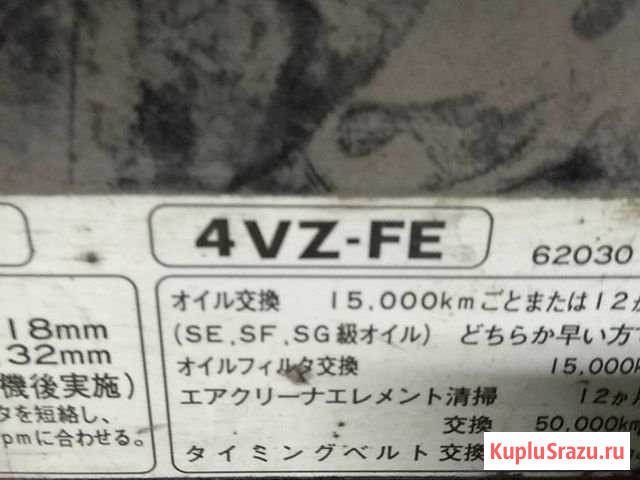 4VZ-FE
62030
オイル交換 15,000kmごとまたは12か
(SE,SF,SG級オイル) どちらか早い方
オイルフィルタ交換 15,000k
エアクリーナエレメント清掃 12か月
交換 50,000km
タイミングベルト交換
18mm
.32mm
機後実施)
タを短絡し、
pmに合わせる。
KupluSrazu.ru